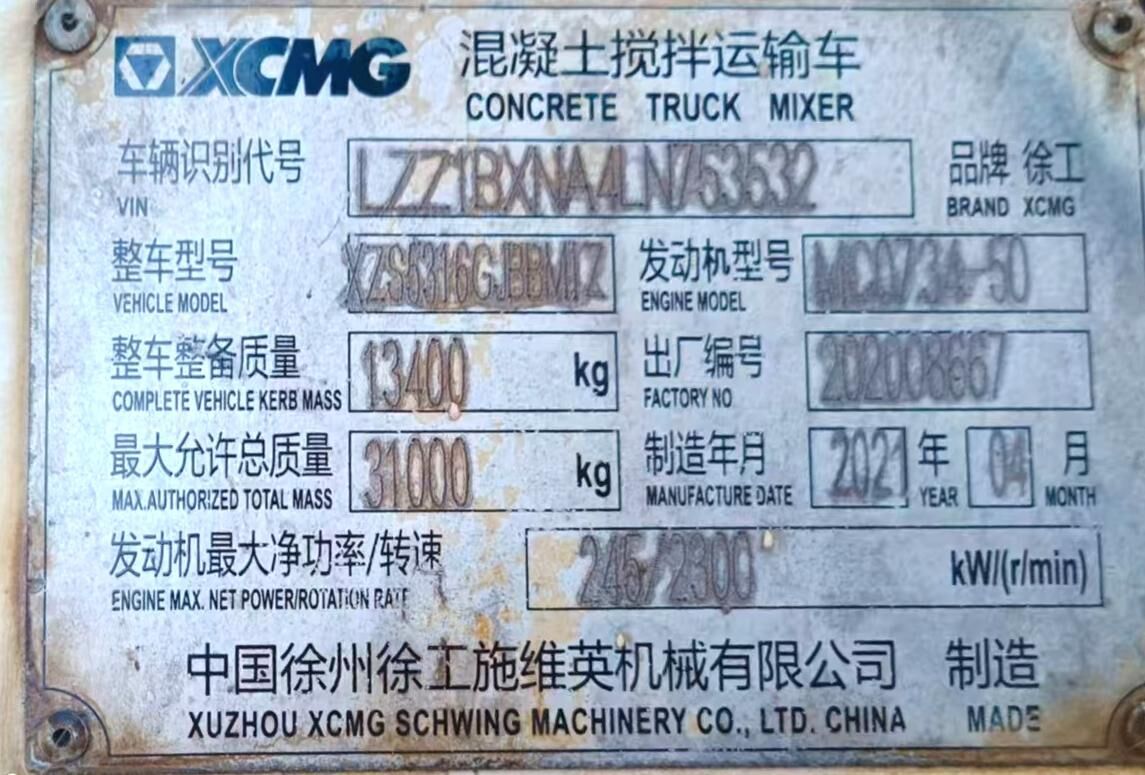 XCMG 混凝土搅拌运输车
CONCRETE TRUCK MIXER
车辆识别代号 LZZ1BXNA4LN753532 品牌 徐工
VIN BRAND XCMG
整车型号 XZS5316GJBBM1Z 发动机型号 MC07.34-50
VEHICLE MODEL ENGINE MODEL
整车整备质量 13400 kg 出厂编号
COMPLETE VEHICLE KERB MASS FACTORY NO
最大允许总质量 31000 kg 制造年月 2021 年 04 月
MAX.AUTHORIZED TOTAL MASS MANUFACTURE DATE YEAR MONTH
发动机最大净功率/转速 245/2300 kW/(r/min)
ENGINE MAX. NET POWER/ROTATION RATE
中国徐州徐工施维英机械有限公司 制造
XUZHOU XCMG SCHWING MACHINERY CO., LTD. CHINA MADE